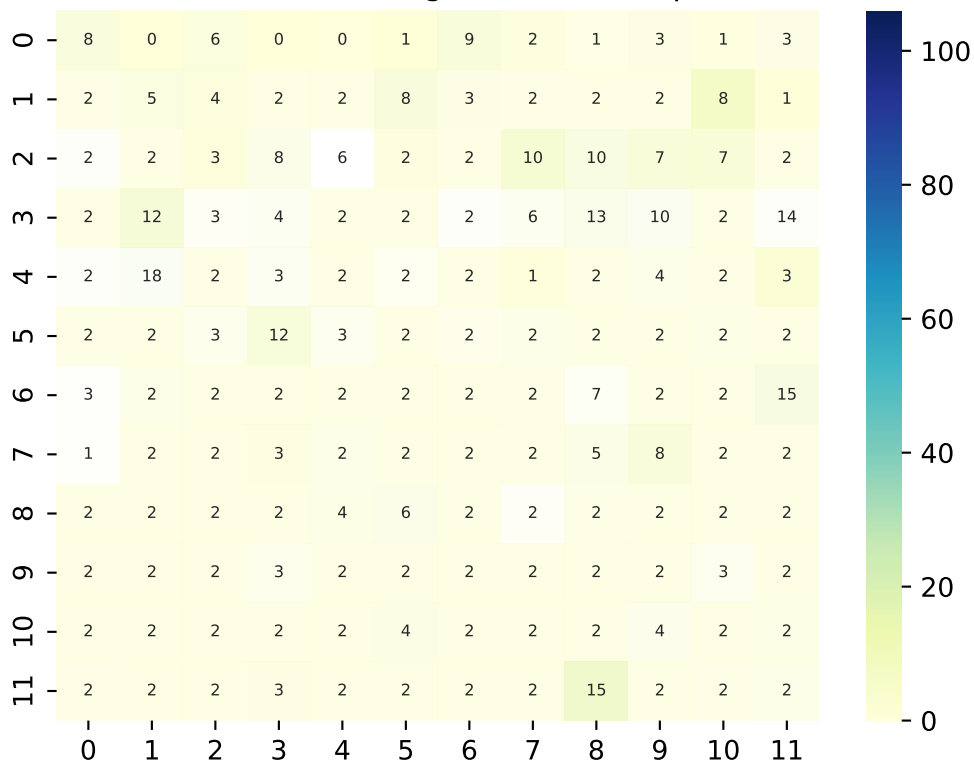 0 8 0 6 0 0 1 9 2 1 3 1 3
1 2 5 4 2 2 8 3 2 2 2 8 1
2 2 2 3 8 6 2 2 10 10 7 7 2
3 2 12 3 4 2 2 2 6 13 10 2 14
4 2 18 2 3 2 2 2 1 2 4 2 3
5 2 2 3 12 3 2 2 2 2 2 2 2
6 3 2 2 2 2 2 2 2 7 2 2 15
7 1 2 2 3 2 2 2 2 5 8 2 2
8 2 2 2 2 4 6 2 2 2 2 2 2
9 2 2 2 3 2 2 2 2 2 2 3 2
10 2 2 2 2 2 4 2 2 2 4 2 2
11 2 2 2 3 2 2 2 2 15 2 2 2
0 1 2 3 4 5 6 7 8 9 10 11
100
80
60
40
20
0